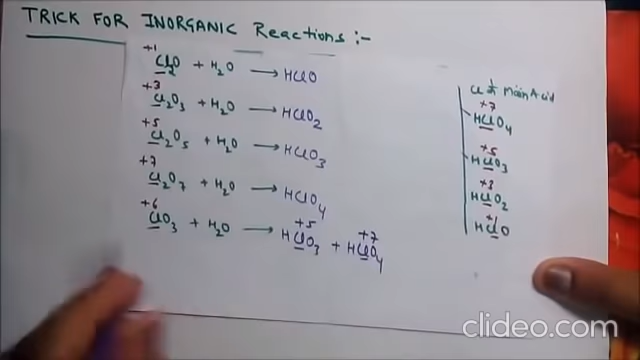 TRICK FOR INORGANIC Reactions :-
+1
Cl2O + H2O → HClO
+3
Cl2O3 + H2O → HClO2
+5
Cl2O5 + H2O → HClO3
+7
Cl2O7 + H2O → HClO4
+6 +5 +7
ClO3 + H2O → HClO3 + HClO4
Main Acid
+7
HClO4
+5
HClO3
+3
HClO2
+1
HClO
clideo.com